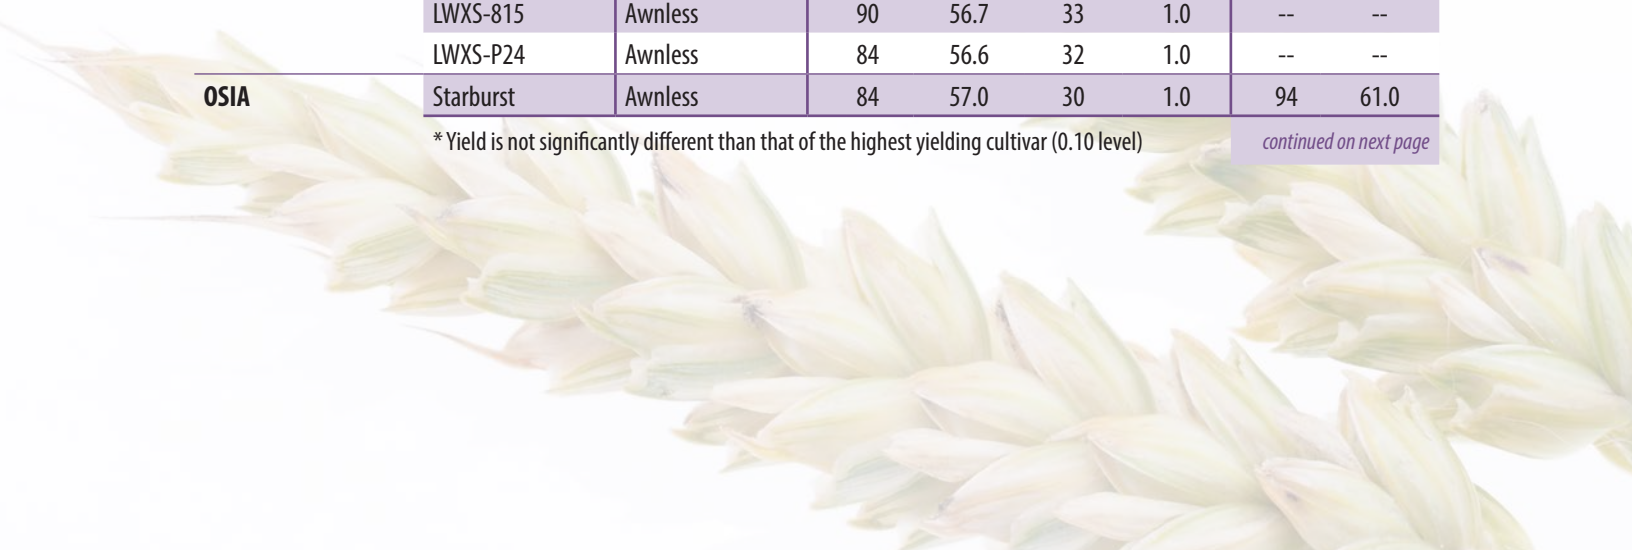 LWXS-815 Awnless 90 56.7 33 1.0 -- --
LWXS-P24 Awnless 84 56.6 32 1.0 -- --
OSIA Starburst Awnless 84 57.0 30 1.0 94 61.0
* Yield is not significantly different than that of the highest yielding cultivar (0.10 level) continued on next page